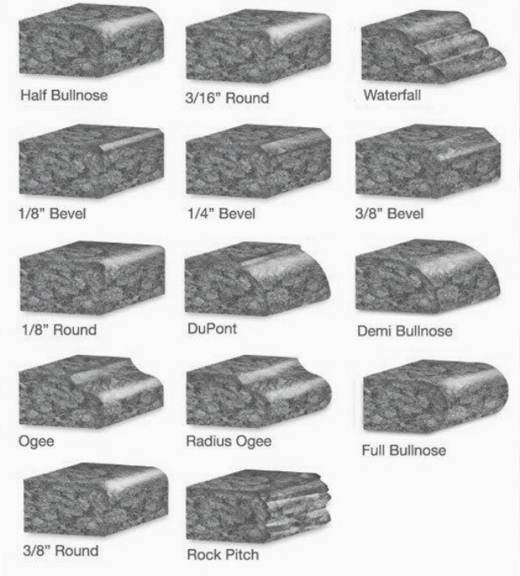 Half Bullnose
3/16" Round
Waterfall
1/8" Bevel
1/4" Bevel
3/8" Bevel
1/8" Round
DuPont
Demi Bullnose
Ogee
Radius Ogee
Full Bullnose
3/8" Round
Rock Pitch